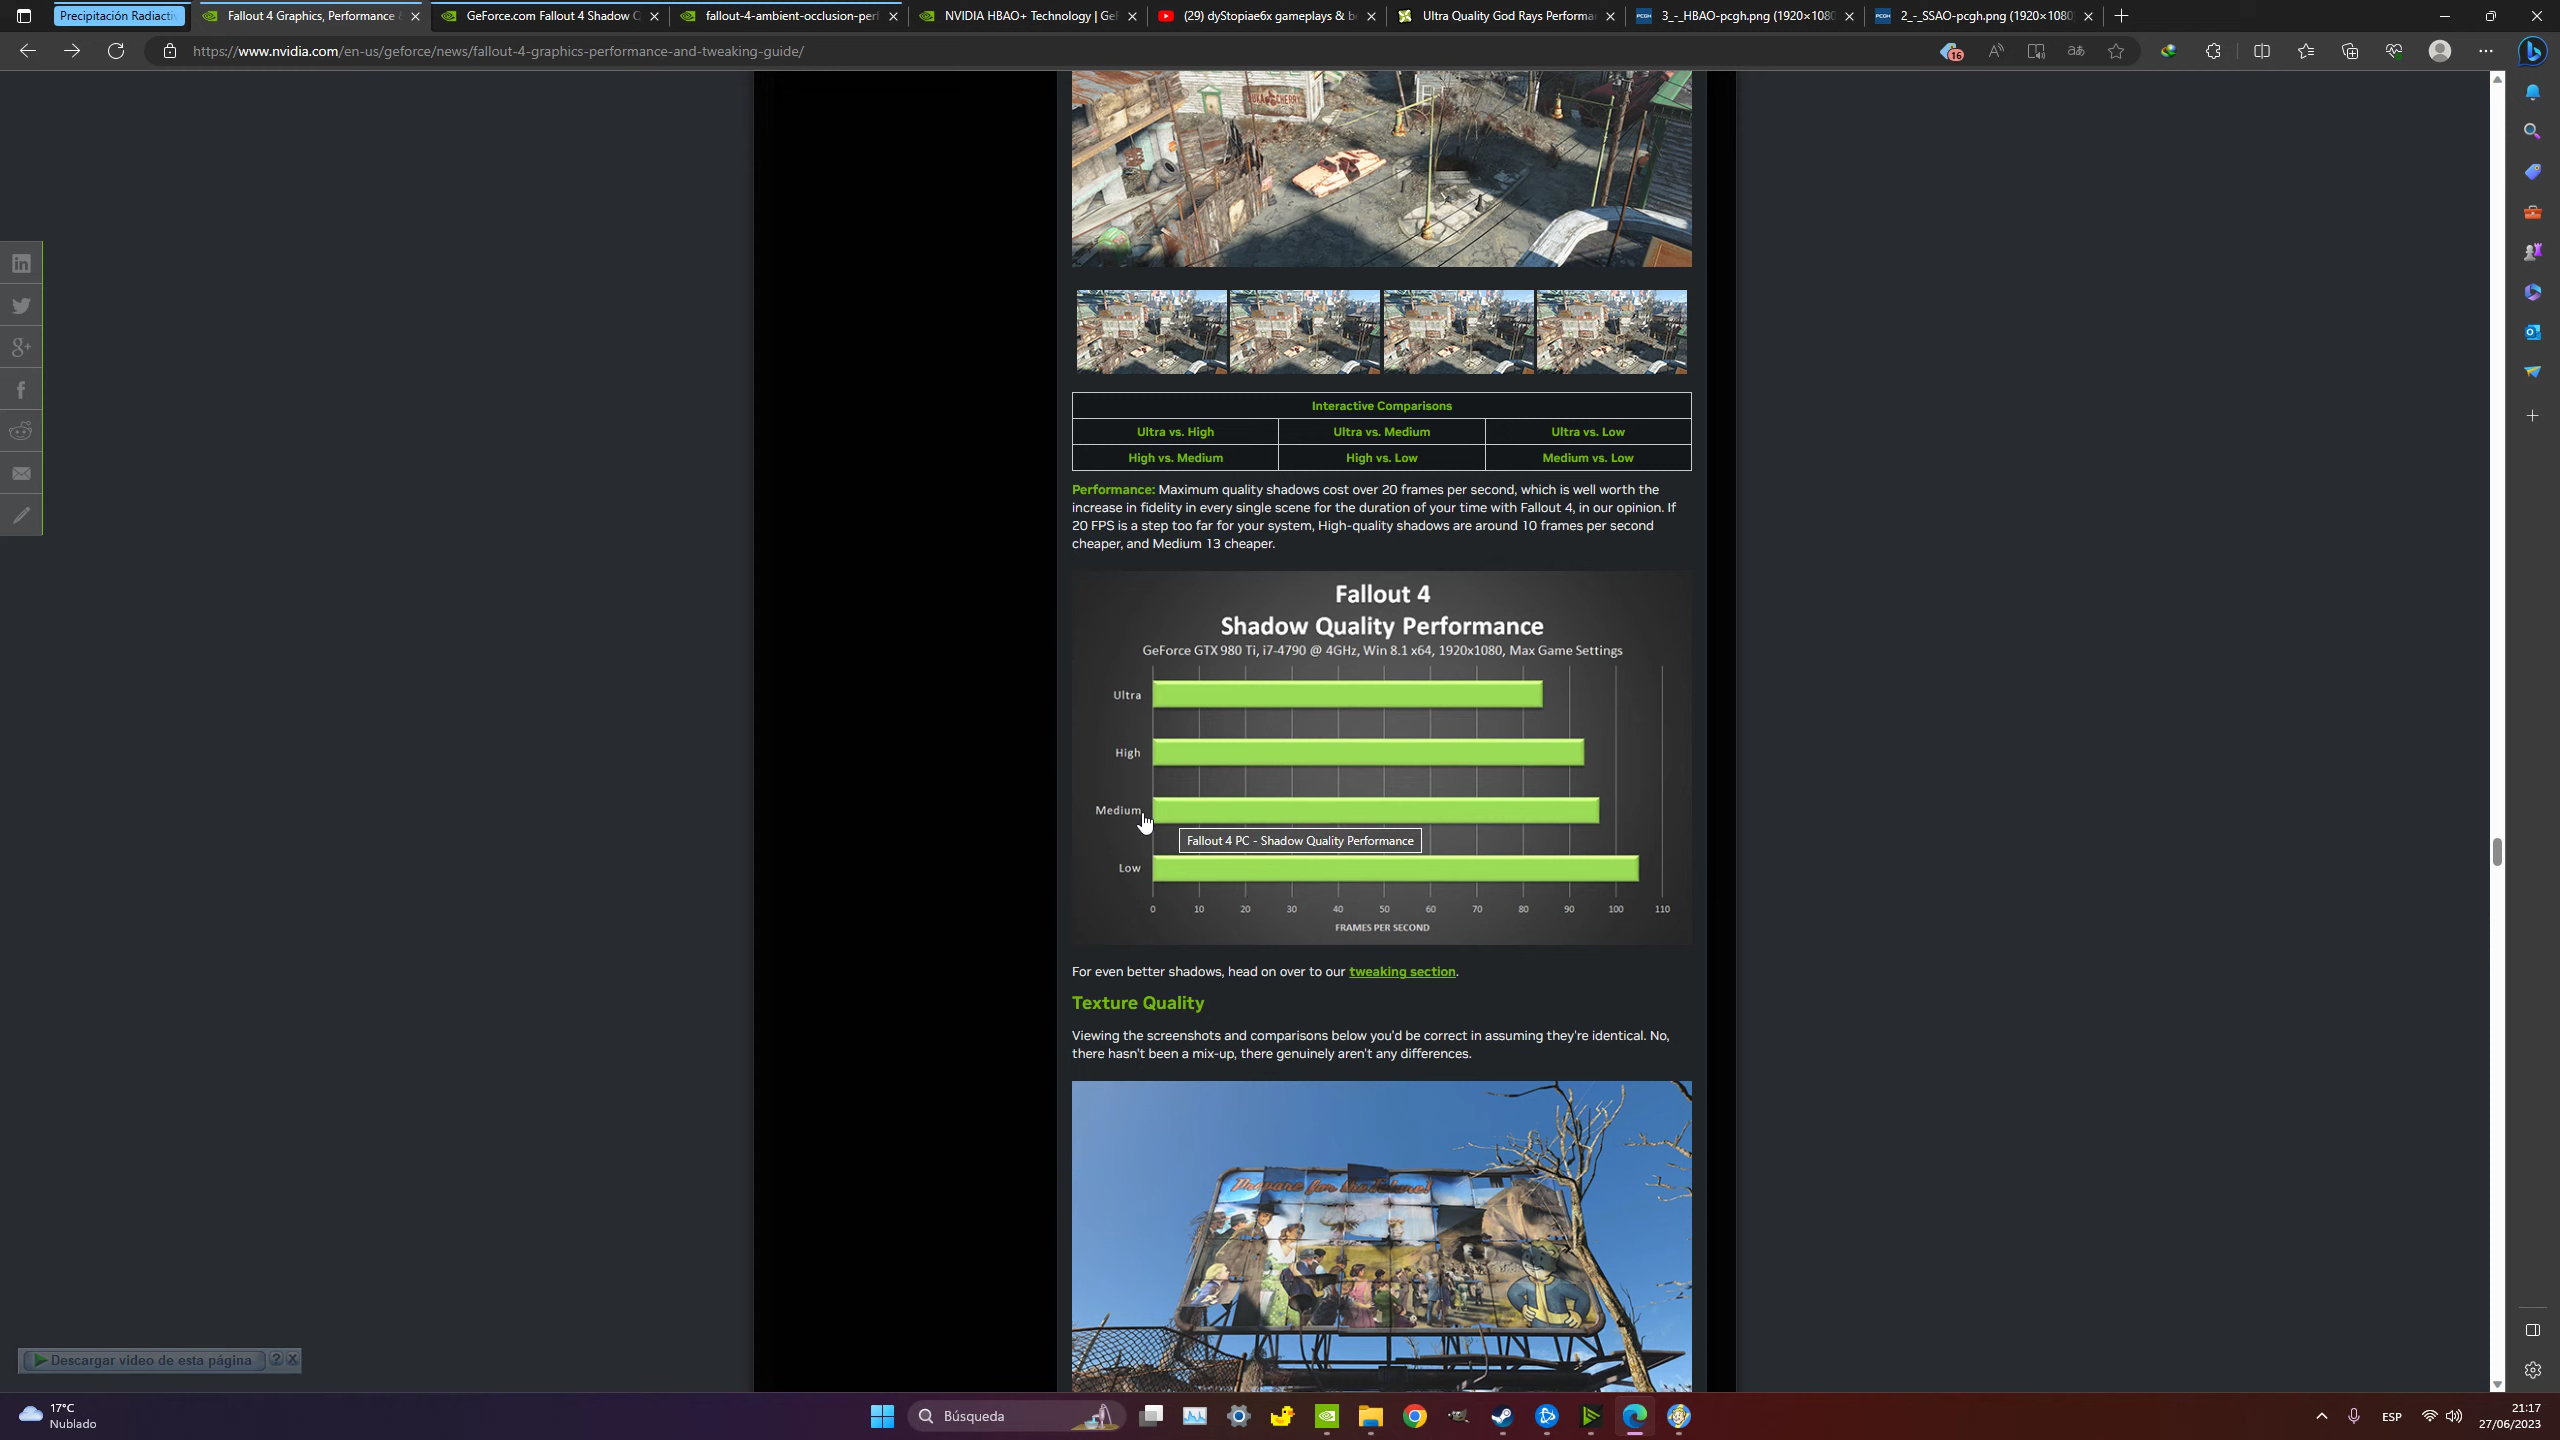 Precipitación Radiacti
Fallout 4 Graphics, Performance &
GeForce.com Fallout 4 Shadow Q
fallout-4-ambient-occlusion-perf
NVIDIA HBAO+ Technology | GeF
(29) dyStopiae6x gameplays & be
Ultra Quality God Rays Performan
3_-_HBAO-pcgh.png (1920×1080
2_-_SSAO-pcgh.png (1920×1080
https://www.nvidia.com/en-us/geforce/news/fallout-4-graphics-performance-and-tweaking-guide/
16
Interactive Comparisons
Ultra vs. High
Ultra vs. Medium
Ultra vs. Low
High vs. Medium
High vs. Low
Medium vs. Low
Performance: Maximum quality shadows cost over 20 frames per second, which is well worth the
increase in fidelity in every single scene for the duration of your time with Fallout 4, in our opinion. If
20 FPS is a step too far for your system, High-quality shadows are around 10 frames per second
cheaper, and Medium 13 cheaper.
Fallout 4
Shadow Quality Performance
GeForce GTX 980 Ti, i7-4790 @ 4GHz, Win 8.1 x64, 1920x1080, Max Game Settings
Ultra
High
Medium
Fallout 4 PC - Shadow Quality Performance
Low
0 10 20 30 40 50 60 70 80 90 100 110
FRAMES PER SECOND
For even better shadows, head on over to our tweaking section.
Texture Quality
Viewing the screenshots and comparisons below you'd be correct in assuming they're identical. No,
there hasn't been a mix-up, there genuinely aren't any differences.
Prepare for the Future!
Descargar video de esta página
17°C
Nublado
Búsqueda
ESP
21:17
27/06/2023